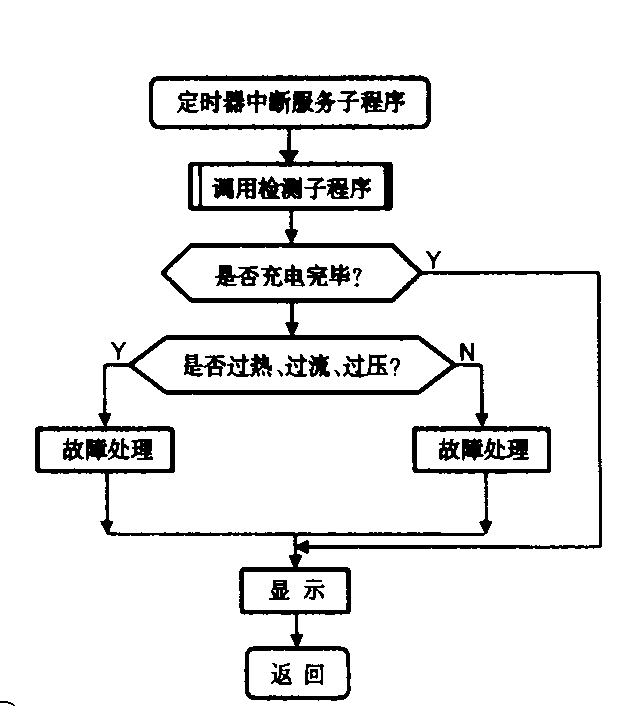 定时器中断服务子程序
调用检测子程序
是否充电完毕?
Y
是否过热、过流、过压?
Y
N
故障处理
故障处理
显 示
返 回